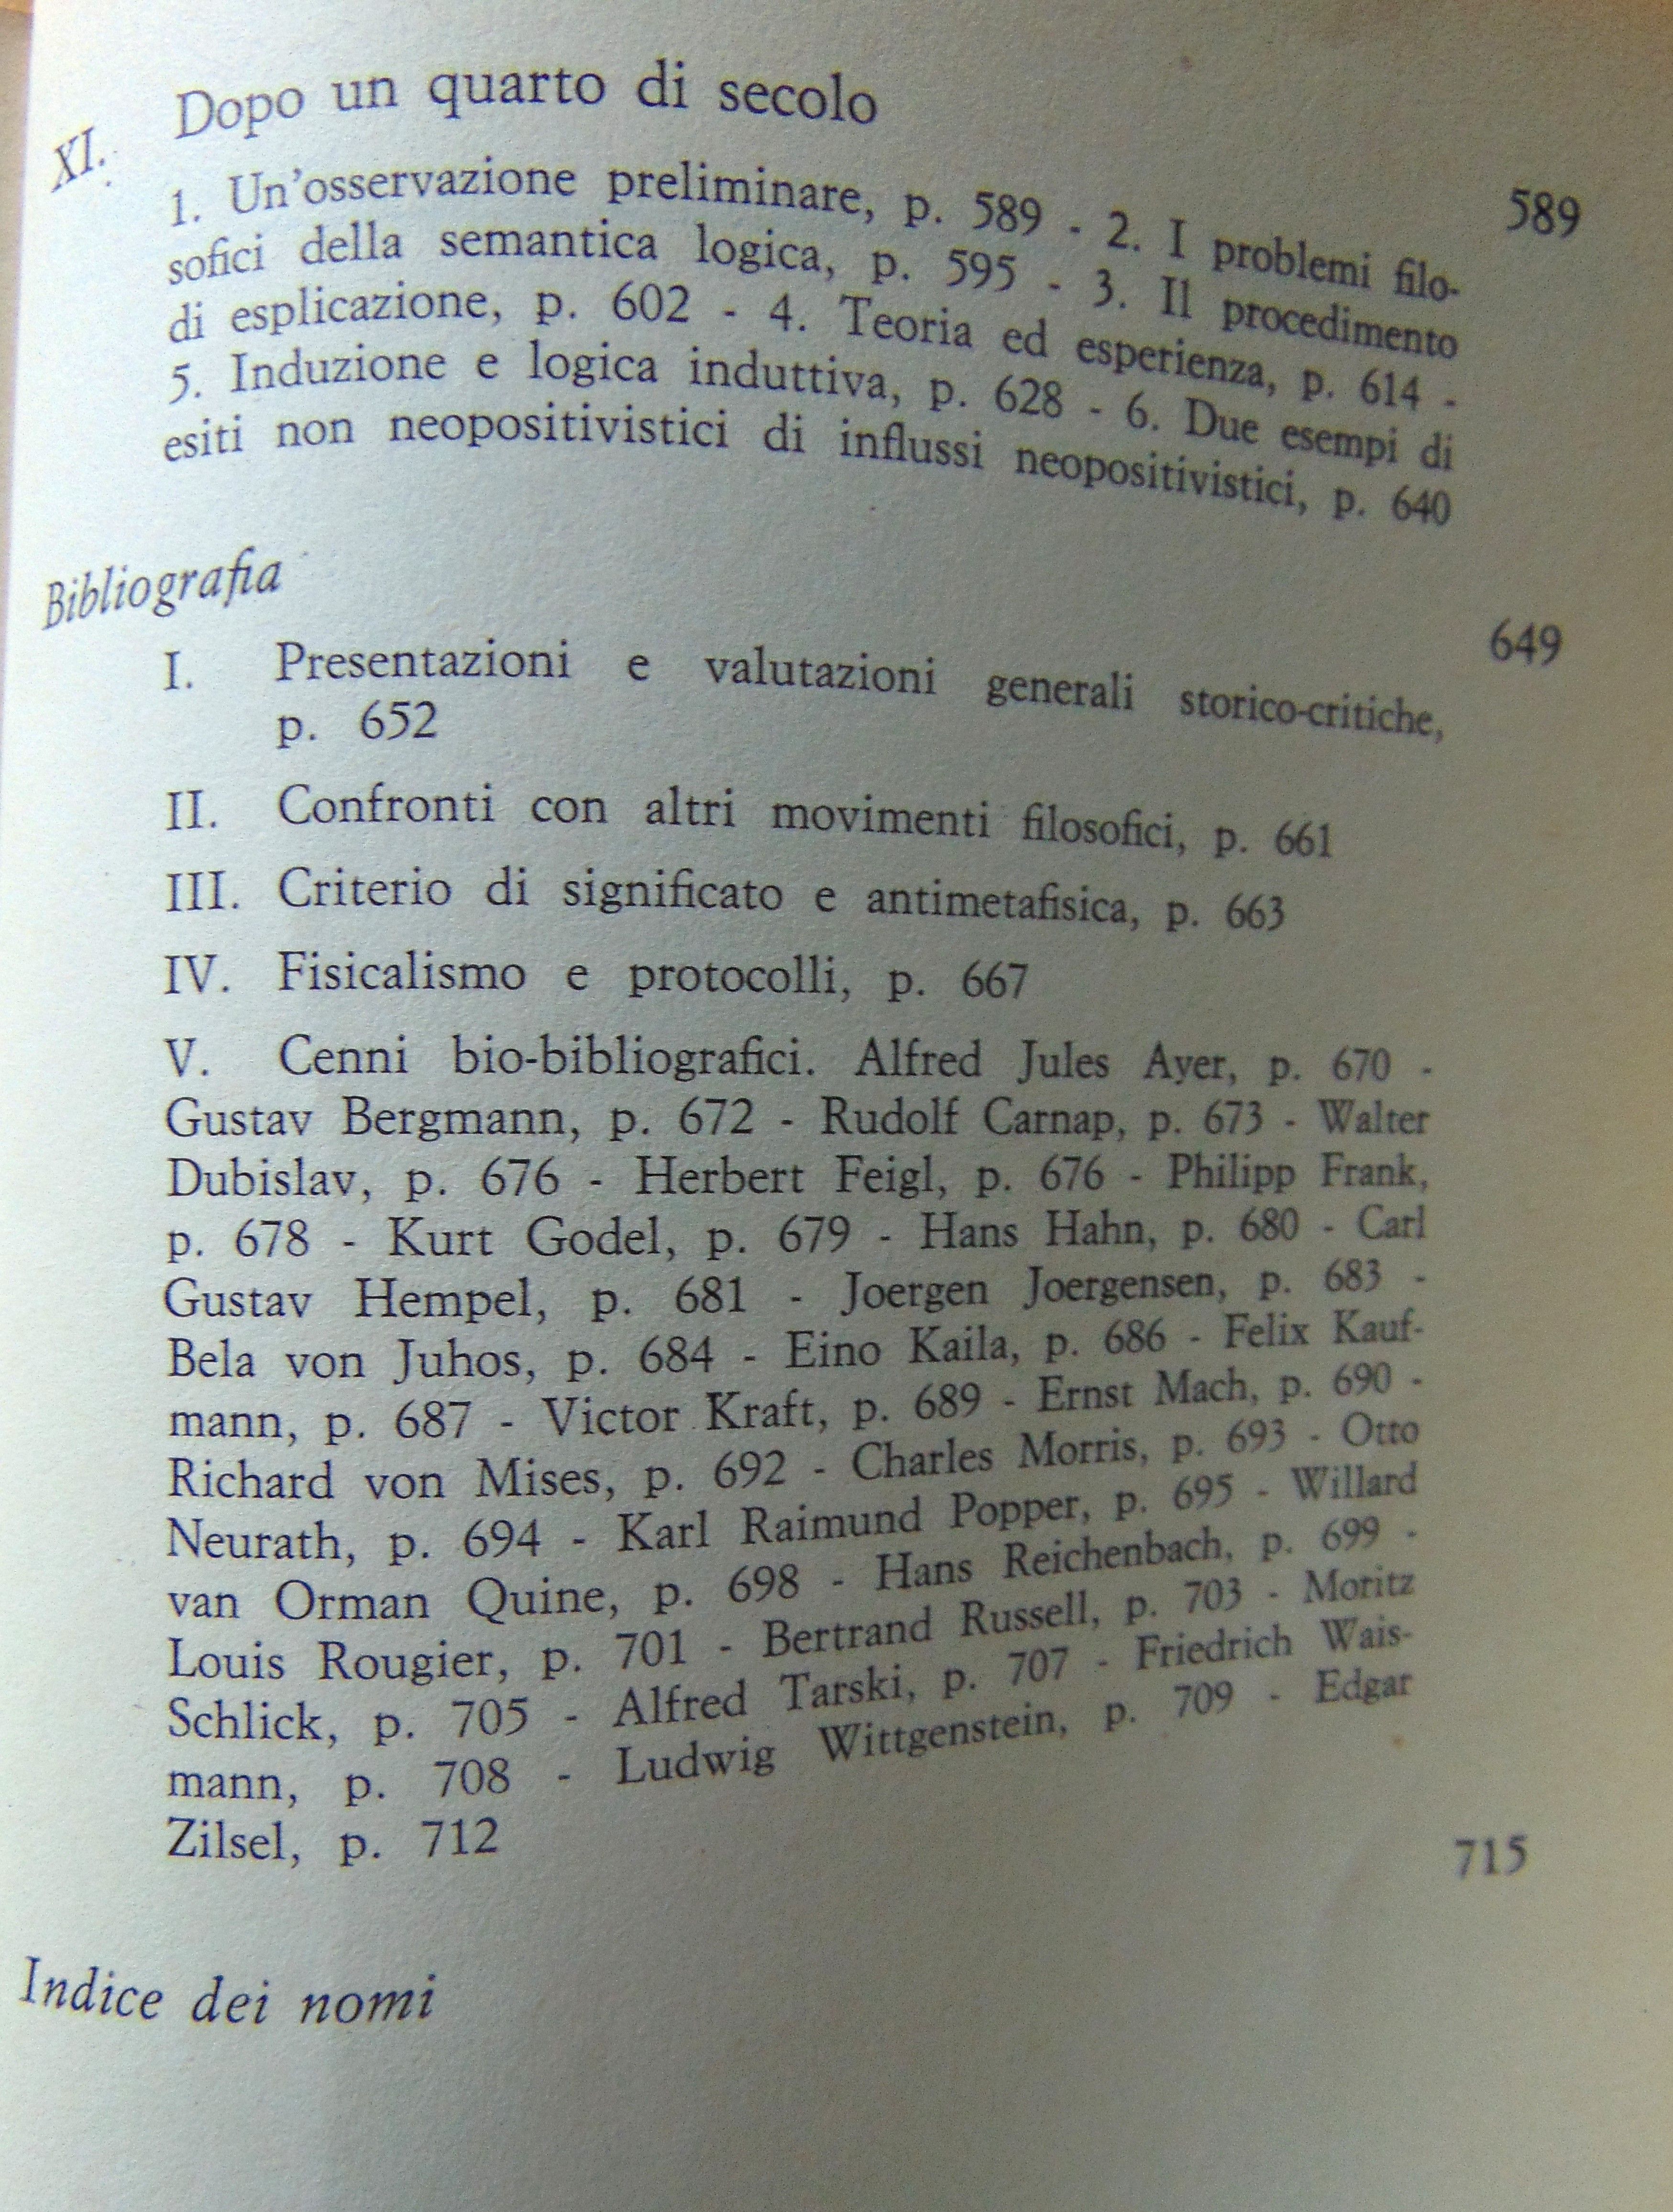 XI. Dopo un quarto di secolo 589
1. Un'osservazione preliminare, p. 589 - 2. I problemi filo-
sofici della semantica logica, p. 595 - 3. Il procedimento
di esplicazione, p. 602 - 4. Teoria ed esperienza, p. 614 -
5. Induzione e logica induttiva, p. 628 - 6. Due esempi di
esiti non neopositivistici di influssi neopositivistici, p. 640
Bibliografia 649
I. Presentazioni e valutazioni generali storico-critiche,
p. 652
II. Confronti con altri movimenti filosofici, p. 661
III. Criterio di significato e antimetafisica, p. 663
IV. Fisicalismo e protocolli, p. 667
V. Cenni bio-bibliografici. Alfred Jules Ayer, p. 670 -
Gustav Bergmann, p. 672 - Rudolf Carnap, p. 673 - Walter
Dubislav, p. 676 - Herbert Feigl, p. 676 - Philipp Frank,
p. 678 - Kurt Godel, p. 679 - Hans Hahn, p. 680 - Carl
Gustav Hempel, p. 681 - Joergen Joergensen, p. 683 -
Bela von Juhos, p. 684 - Eino Kaila, p. 686 - Felix Kauf-
mann, p. 687 - Victor Kraft, p. 689 - Ernst Mach, p. 690 -
Richard von Mises, p. 692 - Charles Morris, p. 693 - Otto
Neurath, p. 694 - Karl Raimund Popper, p. 695 - Willard
van Orman Quine, p. 698 - Hans Reichenbach, p. 699 -
Louis Rougier, p. 701 - Bertrand Russell, p. 703 - Moritz
Schlick, p. 705 - Alfred Tarski, p. 707 - Friedrich Wais-
mann, p. 708 - Ludwig Wittgenstein, p. 709 - Edgar
Zilsel, p. 712
Indice dei nomi 715